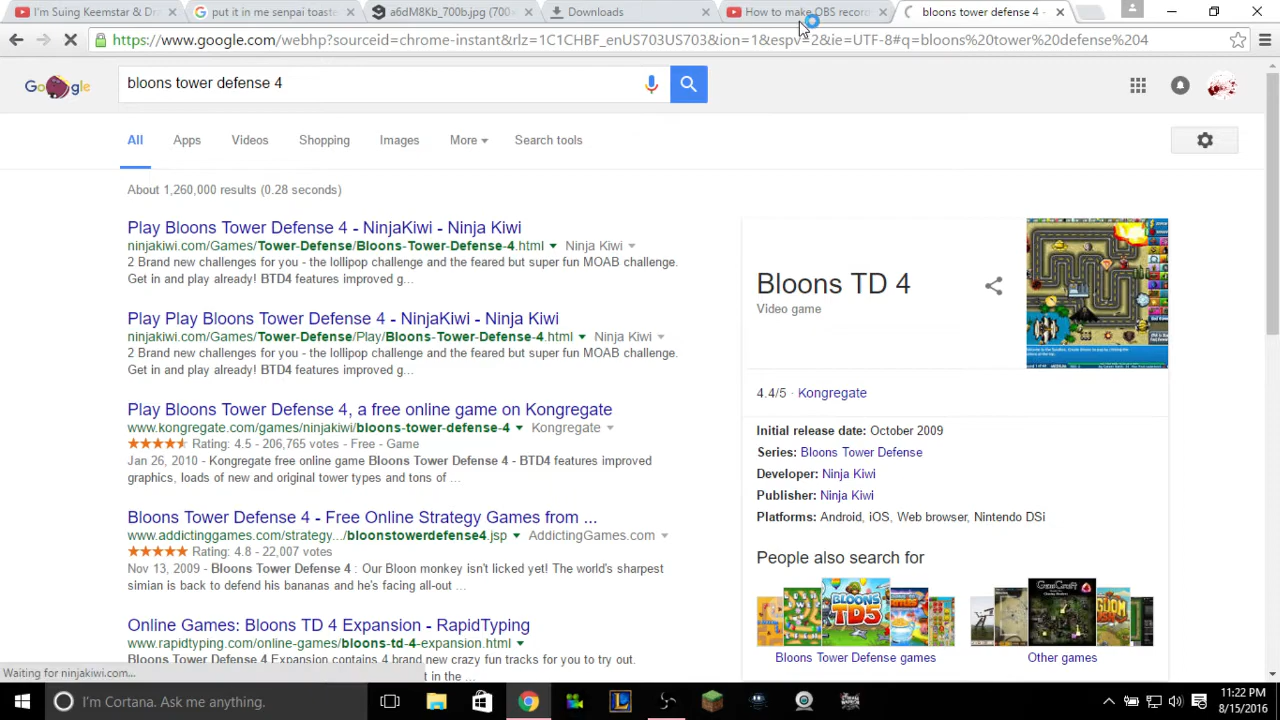 I'm Suing Keemstar & Dr
put it in me senpai toaste
a6dM8Kb_700b.jpg (700
Downloads
How to make OBS record
bloons tower defense 4 -
https://www.google.com/webhp?sourceid=chrome-instant&rlz=1C1CHBF_enUS703US703&ion=1&espv=2&ie=UTF-8#q=bloons%20tower%20defense%204
bloons tower defense 4
All Apps Videos Shopping Images More Search tools
About 1,260,000 results (0.28 seconds)
Play Bloons Tower Defense 4 - NinjaKiwi - Ninja Kiwi
ninjakiwi.com/Games/Tower-Defense/Bloons-Tower-Defense-4.html Ninja Kiwi
2 Brand new challenges for you - the lollipop challenge and the feared but super fun MOAB challenge.
Get in and play already! BTD4 features improved g...
Play Play Bloons Tower Defense 4 - NinjaKiwi - Ninja Kiwi
ninjakiwi.com/Games/Tower-Defense/Play/Bloons-Tower-Defense-4.html Ninja Kiwi
2 Brand new challenges for you - the lollipop challenge and the feared but super fun MOAB challenge.
Get in and play already! BTD4 features improved g...
Play Bloons Tower Defense 4, a free online game on Kongregate
www.kongregate.com/games/ninjakiwi/bloons-tower-defense-4 Kongregate
Rating: 4.5 - 206,765 votes - Free - Game
Jan 26, 2010 - Kongregate free online game Bloons Tower Defense 4 - BTD4 features improved
graphics, loads of new and original tower types and tons of ...
Bloons Tower Defense 4 - Free Online Strategy Games from ...
www.addictinggames.com/strategy.../bloonstowerdefense4.jsp AddictingGames.com
Rating: 4.8 - 22,007 votes
Nov 13, 2009 - Bloons Tower Defense 4 : Our Bloon monkey isn't licked yet! The world's sharpest
simian is back to defend his bananas and he's facing all-out ...
Online Games: Bloons TD 4 Expansion - RapidTyping
www.rapidtyping.com/online-games/bloons-td-4-expansion.html
Bloons Tower Defense 4 Expansion contains 4 brand new crazy fun tracks for you to try out.
t in the ...
Bloons TD 4
Video game
4.4/5 · Kongregate
Initial release date: October 2009
Series: Bloons Tower Defense
Developer: Ninja Kiwi
Publisher: Ninja Kiwi
Platforms: Android, iOS, Web browser, Nintendo DSi
People also search for
BLOONS TD5
Bloons Tower Defense games
Other games
Waiting for ninjakiwi.com...
I'm Cortana. Ask me anything.
11:22 PM
8/15/2016